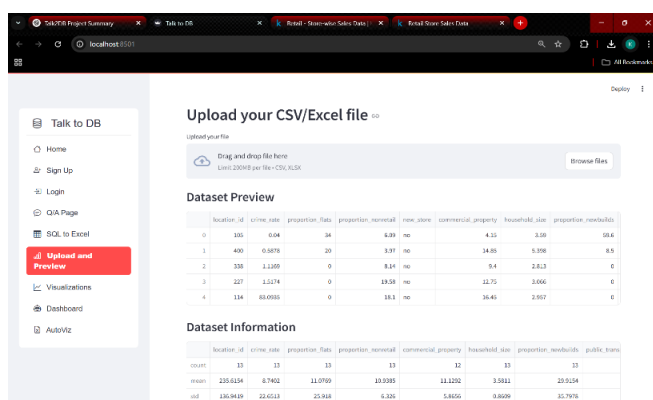 Talk2DB Project Summary
Talk to DB
Retail - Store-wise Sales Data |
Retail Store Sales Data
localhost:8501
All Bookmarks
Deploy
Talk to DB
Home
Sign Up
Login
Q/A Page
SQL to Excel
Upload and
Preview
Visualizations
Dashboard
AutoViz
Upload your CSV/Excel file
Upload your file
Drag and drop file here
Limit 200MB per file • CSV, XLSX
Browse files
Dataset Preview
location_id crime_rate proportion_flats proportion_nonretail new_store commercial_property household_size proportion_newbuilds
0 105 0.04 34 6.09 no 4.15 3.59 59.6
1 400 0.5878 20 3.97 no 14.85 5.398 8.5
2 338 1.1169 0 8.14 no 9.4 2.813 0
3 227 1.5174 0 19.58 no 12.75 3.066 0
4 114 83.0935 0 18.1 no 16.45 2.957 0
Dataset Information
location_id crime_rate proportion_flats proportion_nonretail commercial_property household_size proportion_newbuilds public_trans
count 13 13 13 13 12 13 13
mean 235.6154 8.7402 11.0769 10.9385 11.1292 3.5811 29.9154
std 136.9419 22.6513 25.918 6.326 5.8656 0.8609 35.7978